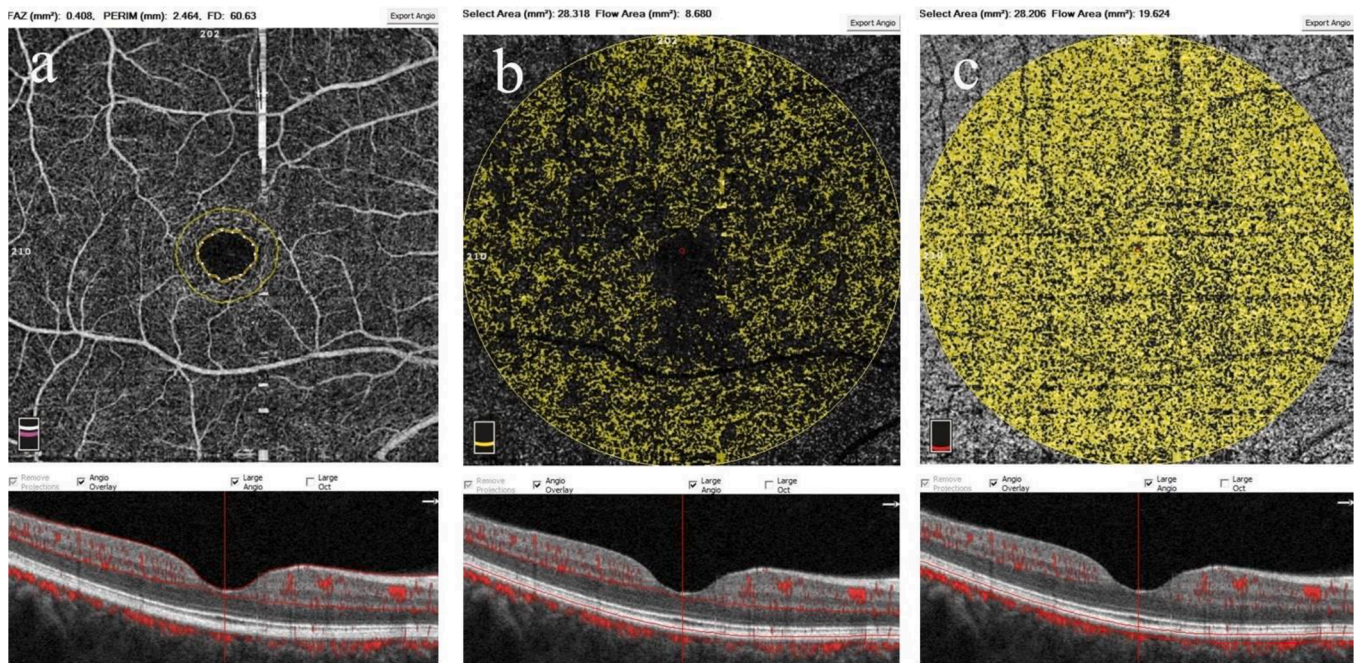 FAZ (mm²): 0.408, PERIM (mm): 2.464, FD: 60.63
Export Angio
202
a
210
Remove Projections
Angio Overlay
Large Angio
Large Oct
Select Area (mm²): 28.318 Flow Area (mm²): 8.680
Export Angio
b
210
Remove Projections
Angio Overlay
Large Angio
Large Oct
Select Area (mm²): 28.206 Flow Area (mm²): 19.624
Export Angio
c
Remove Projections
Angio Overlay
Large Angio
Large Oct